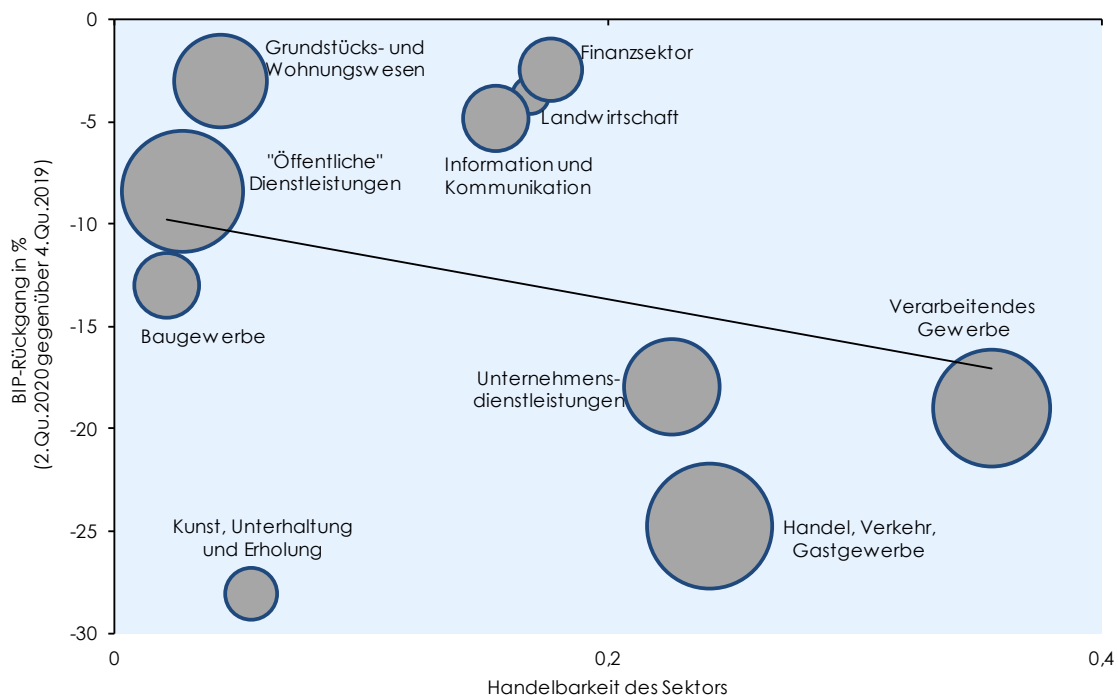 0
-5
-10
-15
-20
-25
-30
BIP-Rückgang in %
(2.Qu.2020 gegenüber 4.Qu.2019)
Grundstücks- und
Wohnungswesen
Finanzsektor
Landwirtschaft
Information und
Kommunikation
"Öffentliche"
Dienstleistungen
Baugewerbe
Verarbeitendes
Gewerbe
Unternehmens-
dienstleistungen
Kunst, Unterhaltung
und Erholung
Handel, Verkehr,
Gastgewerbe
0
0,2
0,4
Handelbarkeit des Sektors